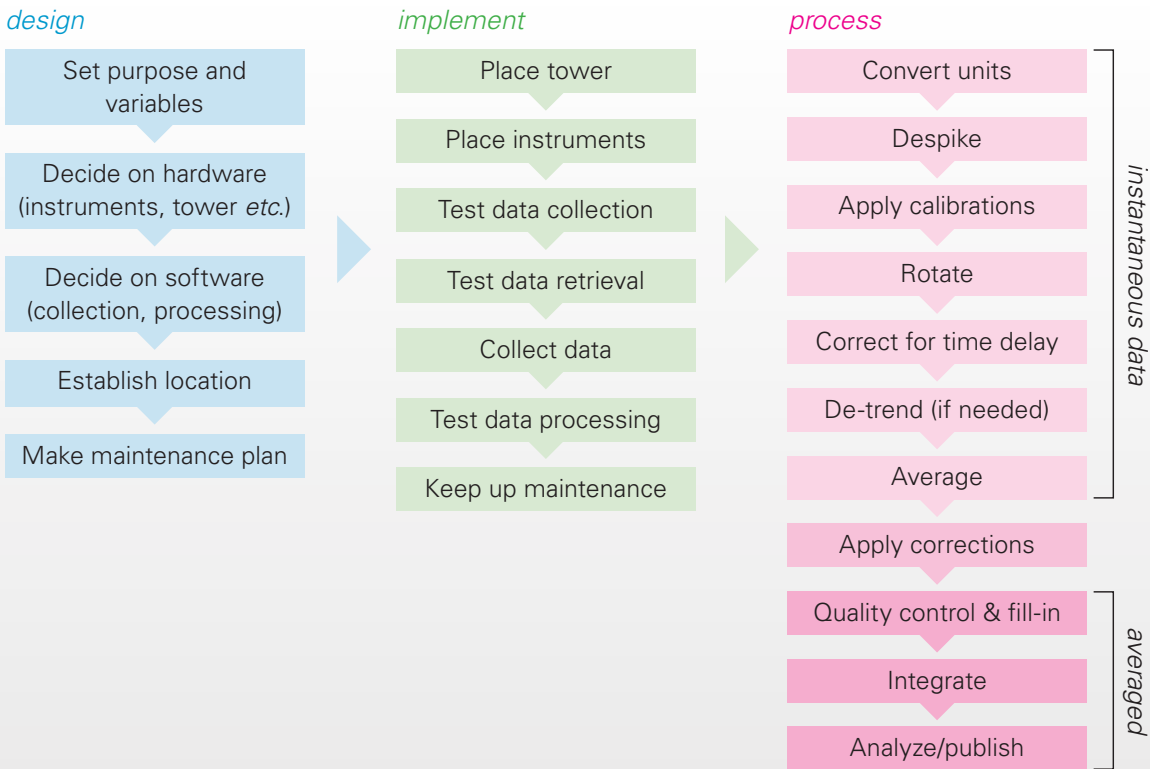 design
Set purpose and
variables
Decide on hardware
(instruments, tower etc.)
Decide on software
(collection, processing)
Establish location
Make maintenance plan
implement
Place tower
Place instruments
Test data collection
Test data retrieval
Collect data
Test data processing
Keep up maintenance
process
Convert units
Despike
Apply calibrations
Rotate
Correct for time delay
De-trend (if needed)
Average
Apply corrections
Quality control & fill-in
Integrate
Analyze/publish
instantaneous data
averaged